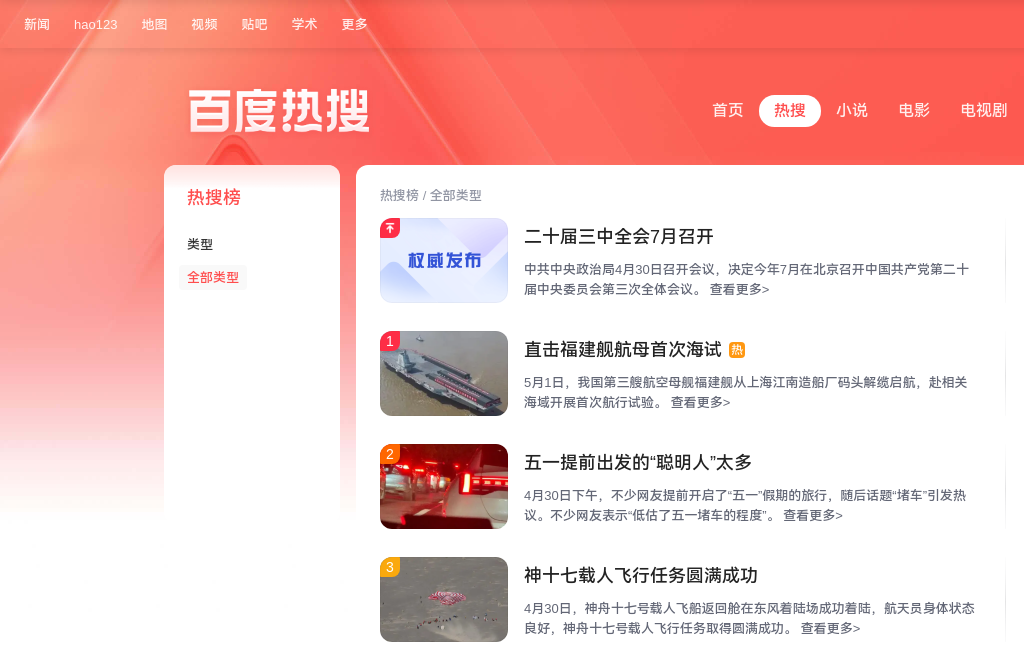 新闻 hao123 地图 视频 贴吧 学术 更多
百度热搜
首页 热搜 小说 电影 电视剧
热搜榜
类型
全部类型
热搜榜 / 全部类型
权威发布
二十届三中全会7月召开
中共中央政治局4月30日召开会议，决定今年7月在北京召开中国共产党第二十
届中央委员会第三次全体会议。 查看更多>
1
直击福建舰航母首次海试 热
5月1日，我国第三艘航空母舰福建舰从上海江南造船厂码头解缆启航，赴相关
海域开展首次航行试验。 查看更多>
2
五一提前出发的“聪明人”太多
4月30日下午，不少网友提前开启了“五一”假期的旅行，随后话题“堵车”引发热
议。不少网友表示“低估了五一堵车的程度”。 查看更多>
3
神十七载人飞行任务圆满成功
4月30日，神舟十七号载人飞船返回舱在东风着陆场成功着陆，航天员身体状态
良好，神舟十七号载人飞行任务取得圆满成功。 查看更多>